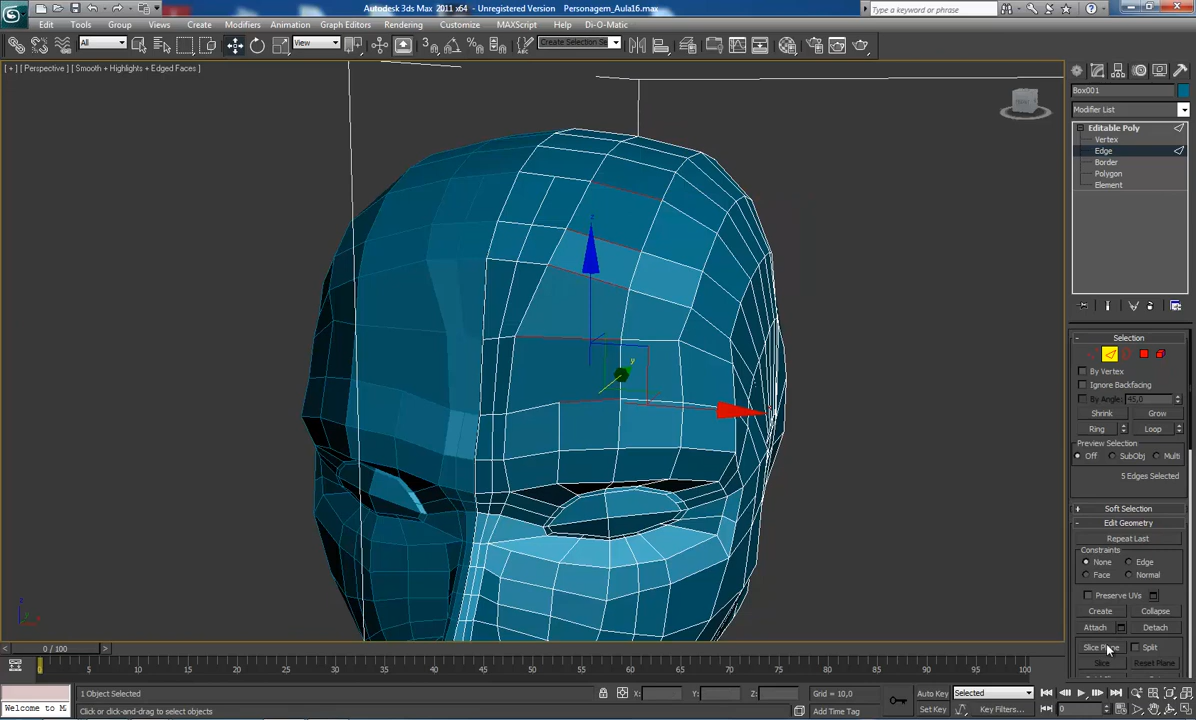 Autodesk 3ds Max 2011 x64 - Unregistered Version Personagem_Aula16.max
Type a keyword or phrase
Edit Tools Group Views Create Modifiers Animation Graph Editors Rendering Customize MAXScript Help Di-O-Matic
All View Create Selection Se
[ + ] [ Perspective ] [ Smooth + Highlights + Edged Faces ]
Box001
Modifier List
Editable Poly
Vertex
Edge
Border
Polygon
Element
Selection
By Vertex
Ignore Backfacing
By Angle: 45,0
Shrink Grow
Ring Loop
Preview Selection
Off SubObj Multi
5 Edges Selected
Soft Selection
Edit Geometry
Repeat Last
Constraints
None Edge
Face Normal
Preserve UVs
Create Collapse
Attach Detach
Slice Plane Split
Slice Reset Plane
z
y
0 / 100
0 5 10 15 20 25 30 35 40 45 50 55 60 65 70 75 80 85 90 95 100
1 Object Selected X: Y: Z: Grid = 10,0 Auto Key Selected
Welcome to M Click or click-and-drag to select objects Add Time Tag Set Key Key Filters... 0